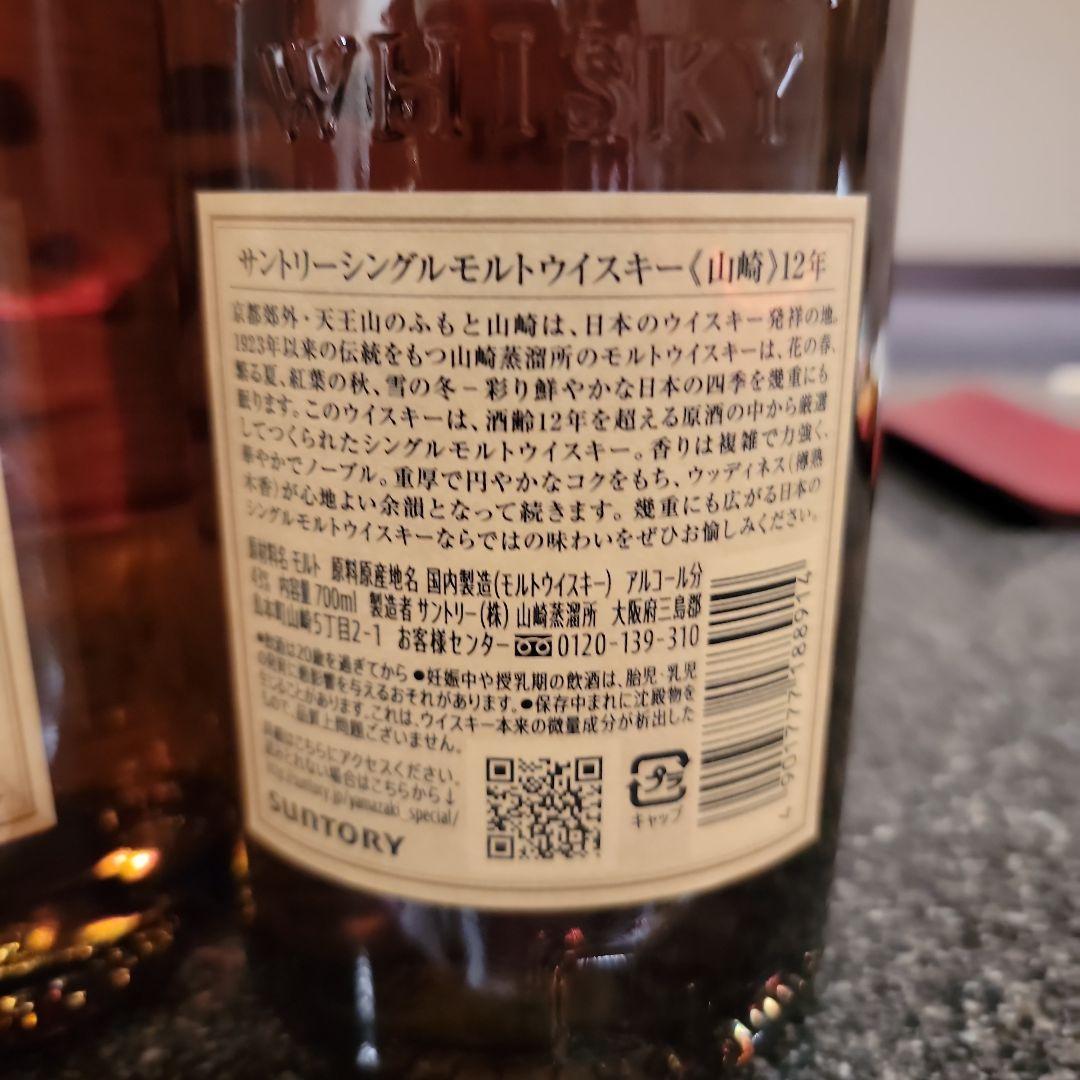 WHISKY
サントリーシングルモルトウイスキー《山崎》12年
京都郊外・天王山のふもと山崎は、日本のウイスキー発祥の地。
1923年以来の伝統をもつ山崎蒸溜所のモルトウイスキーは、花の春、
繁る夏、紅葉の秋、雪の冬－彩り鮮やかな日本の四季を幾重にも
眠ります。このウイスキーは、酒齢12年を超える原酒の中から厳選
してつくられたシングルモルトウイスキー。香りは複雑で力強く、
華やかでノーブル。重厚で円やかなコクをもち、ウッディネス（樽熟
木香）が心地よい余韻となって続きます。幾重にも広がる日本の
シングルモルトウイスキーならではの味わいをぜひお愉しみください。
原材料名 モルト 原料原産地名 国内製造（モルトウイスキー） アルコール分
43% 内容量 700ml 製造者 サントリー（株） 山崎蒸溜所 大阪府三島郡
島本町山崎5丁目2-1 お客様センター 0120-139-310
●飲酒は20歳を過ぎてから ●妊娠中や授乳期の飲酒は、胎児・乳児
の発育に悪影響を与えるおそれがあります。●保存中まれに沈殿物を
生じることがあります。これは、ウイスキー本来の微量成分が析出した
もので、品質上問題ございません。
詳細はこちらにアクセスください。
読みとれない場合はこちらから↓
http://suntory.jp/yamazaki_special/
SUNTORY
プラ
キャップ
4 901777 188914